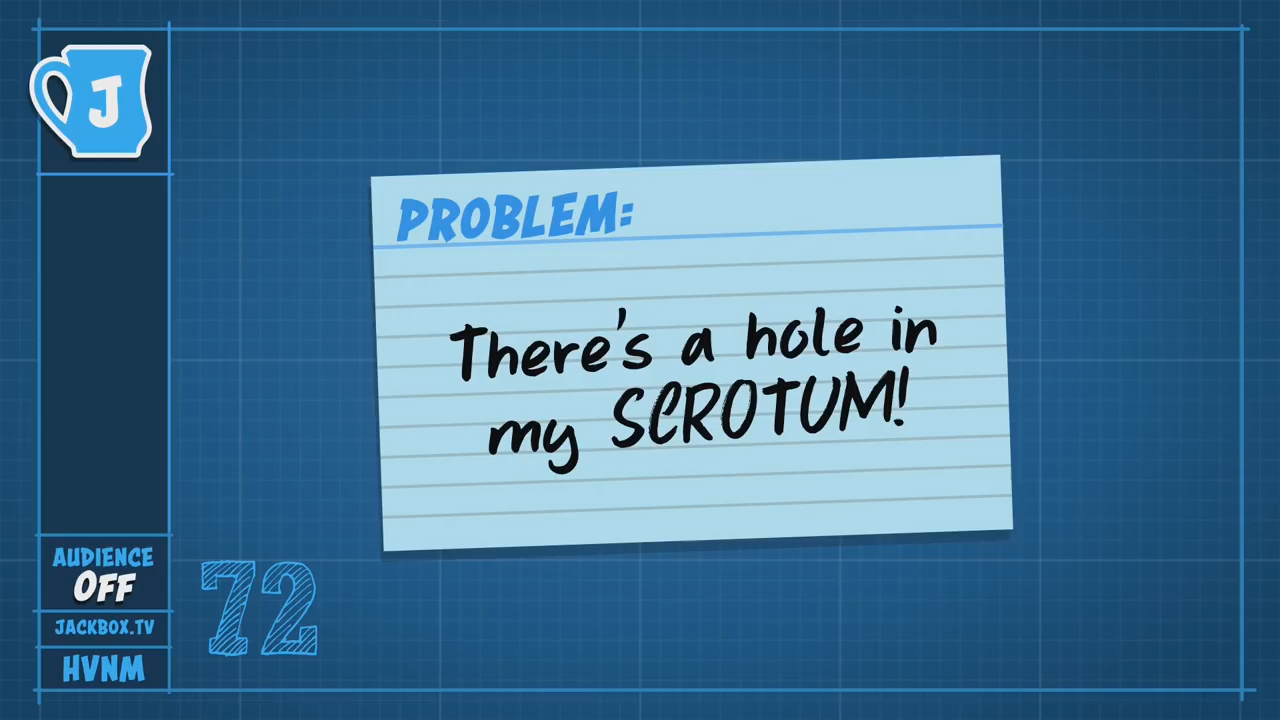 J
PROBLEM:
There's a hole in
my SCROTUM!
AUDIENCE
OFF
JACKBOX.TV
HVNM
72